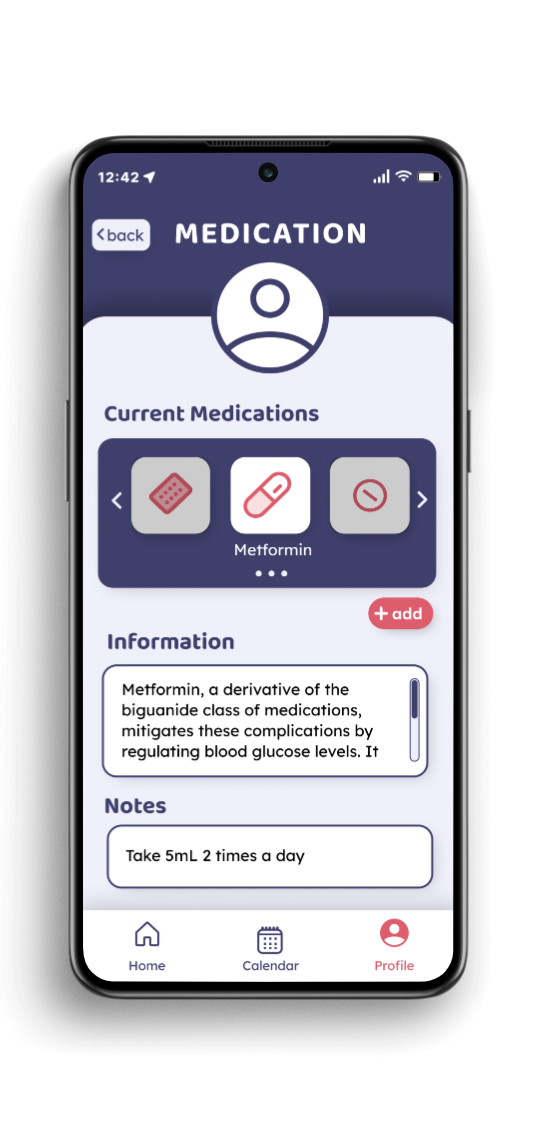 12:42
back
MEDICATION
Current Medications
Metformin
+ add
Information
Metformin, a derivative of the
biguanide class of medications,
mitigates these complications by
regulating blood glucose levels. It
Notes
Take 5mL 2 times a day
Home
Calendar
Profile